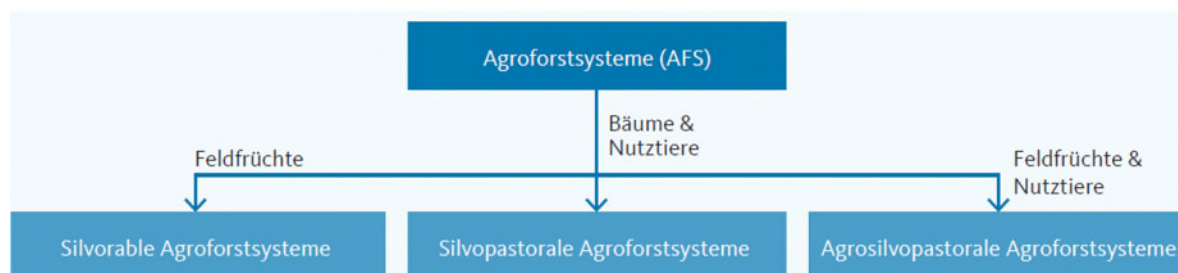 Agroforstsysteme (AFS)
Bäume &
Nutztiere
Feldfrüchte
Feldfrüchte &
Nutztiere
Silvorable Agroforstsysteme
Silvopastorale Agroforstsysteme
Agrosilvopastorale Agroforstsysteme